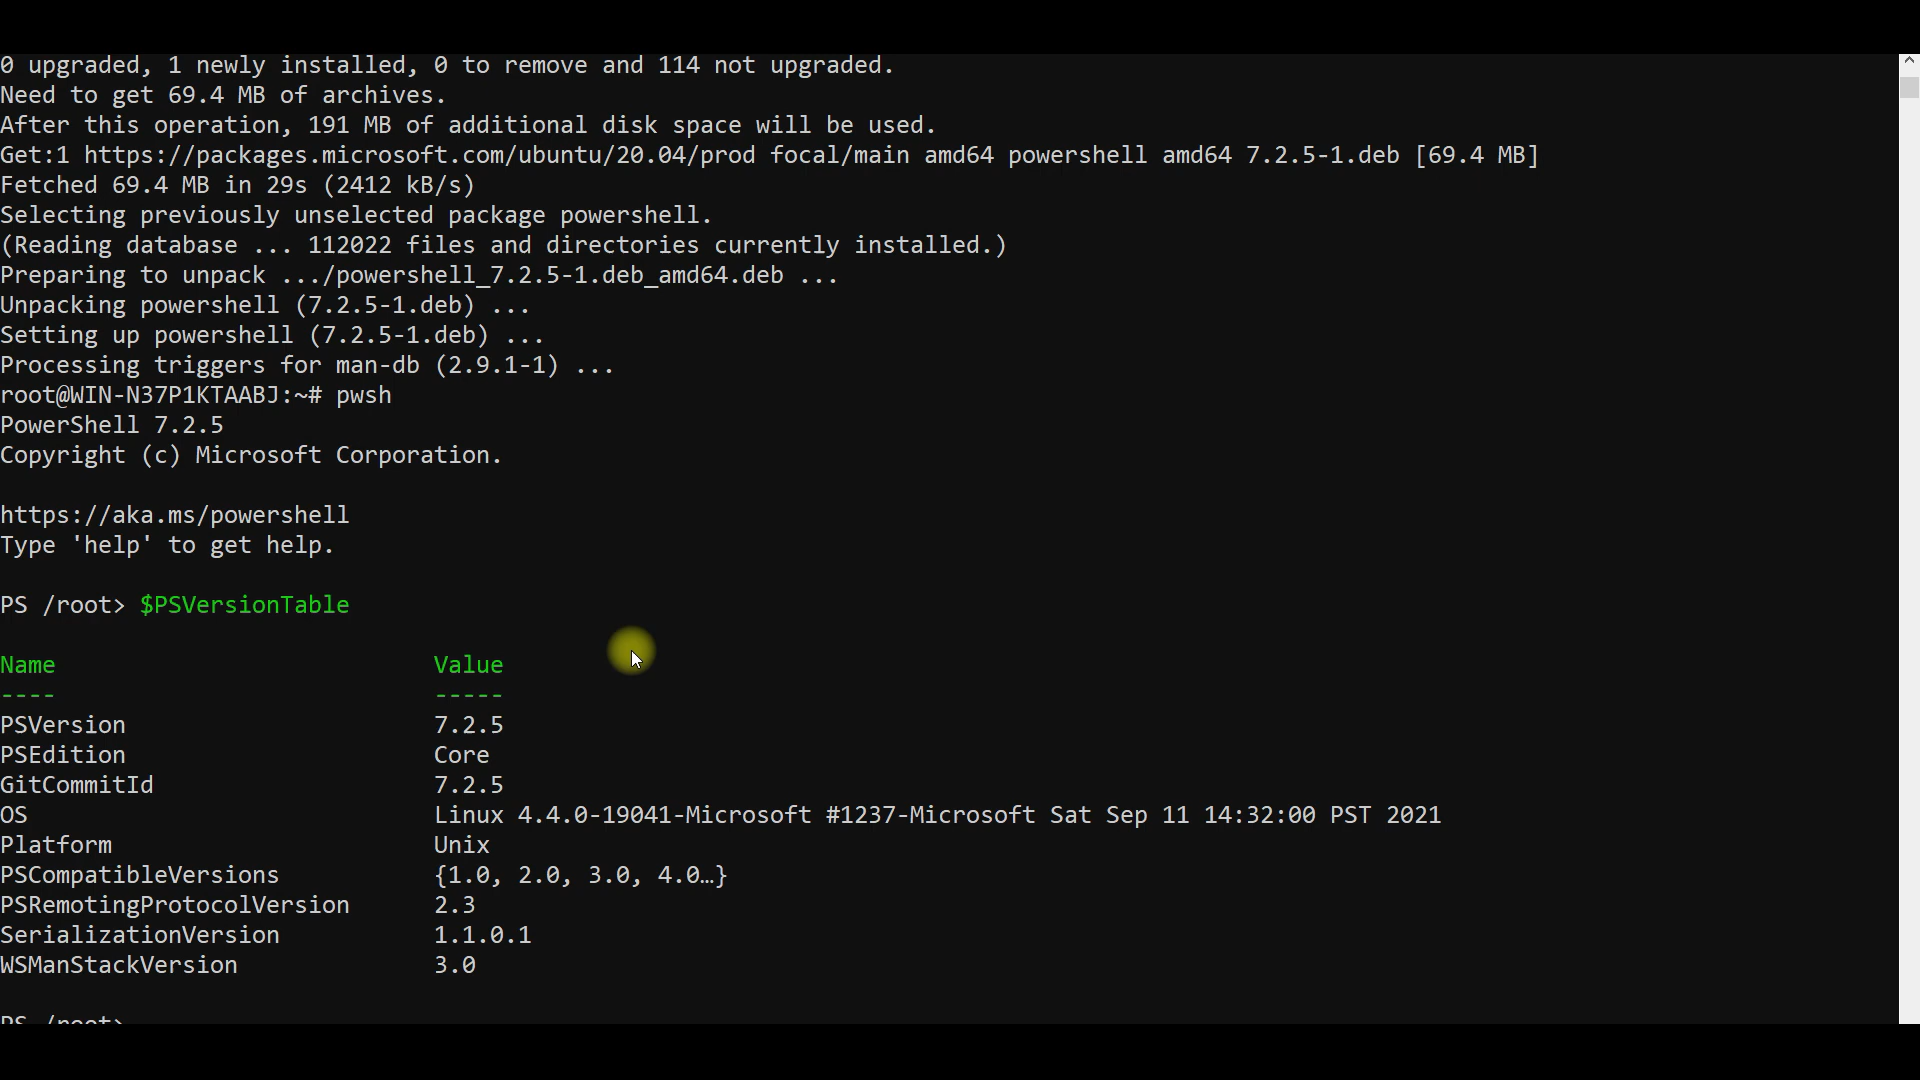 0 upgraded, 1 newly installed, 0 to remove and 114 not upgraded.
Need to get 69.4 MB of archives.
After this operation, 191 MB of additional disk space will be used.
Get:1 https://packages.microsoft.com/ubuntu/20.04/prod focal/main amd64 powershell amd64 7.2.5-1.deb [69.4 MB]
Fetched 69.4 MB in 29s (2412 kB/s)
Selecting previously unselected package powershell.
(Reading database ... 112022 files and directories currently installed.)
Preparing to unpack .../powershell_7.2.5-1.deb_amd64.deb ...
Unpacking powershell (7.2.5-1.deb) ...
Setting up powershell (7.2.5-1.deb) ...
Processing triggers for man-db (2.9.1-1) ...
root@WIN-N37P1KTAABJ:~# pwsh
PowerShell 7.2.5
Copyright (c) Microsoft Corporation.
https://aka.ms/powershell
Type 'help' to get help.
PS /root> $PSVersionTable
Name Value
---- -----
PSVersion 7.2.5
PSEdition Core
GitCommitId 7.2.5
OS Linux 4.4.0-19041-Microsoft #1237-Microsoft Sat Sep 11 14:32:00 PST 2021
Platform Unix
PSCompatibleVersions {1.0, 2.0, 3.0, 4.0…}
PSRemotingProtocolVersion 2.3
SerializationVersion 1.1.0.1
WSManStackVersion 3.0
PS /root>